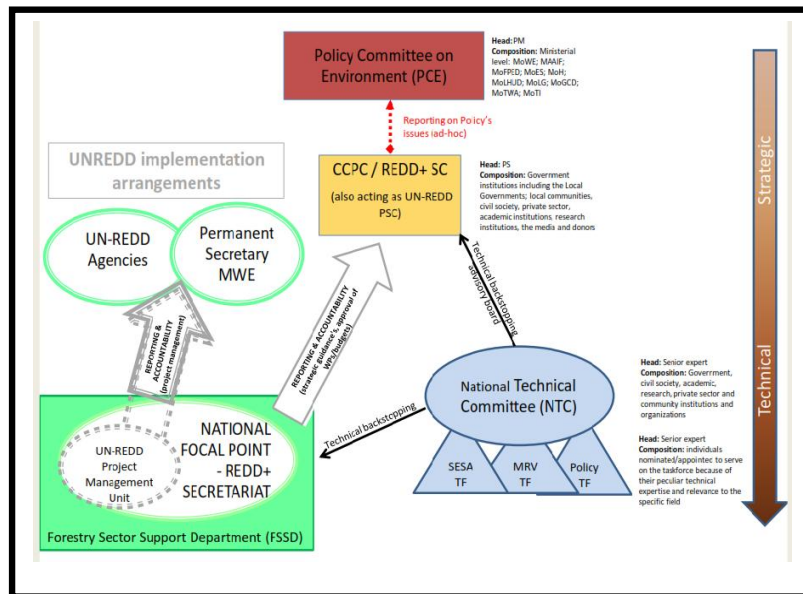 Policy Committee on
Environment (PCE)
Head: PM
Composition: Ministerial
level: MoWE; MAAIF;
MoFPED; MoES; MoH;
MoLHUD; MoLG; MoGCD;
MoTWA; MoTI
Reporting on Policy's
issues (ad-hoc)
UNREDD implementation
arrangements
CCPC / REDD+ SC
(also acting as UN-REDD
PSC)
Head: PS
Composition: Government
institutions including the Local
Governments; local communities,
civil society, private sector,
academic institutions, research
institutions, the media and donors
Strategic
UN-REDD
Agencies
Permanent
Secretary
MWE
Technical backstopping
advisory board
REPORTING &
ACCOUNTABILITY
(project management)
REPORTING & ACCOUNTABILITY
(strategic guidance's, approval of
WPs/budgets)
National Technical
Committee (NTC)
Head: Senior expert
Composition: Government,
civil society, academic,
research, private sector and
community institutions and
organizations
Technical
Technical backstopping
NATIONAL
FOCAL POINT
- REDD+
SECRETARIAT
UN-REDD
Project
Management
Unit
SESA
TF
MRV
TF
Policy
TF
Head: Senior expert
Composition: individuals
nominated/appointed to serve
on the taskforce because of
their peculiar technical
expertise and relevance to the
specific field
Forestry Sector Support Department (FSSD)